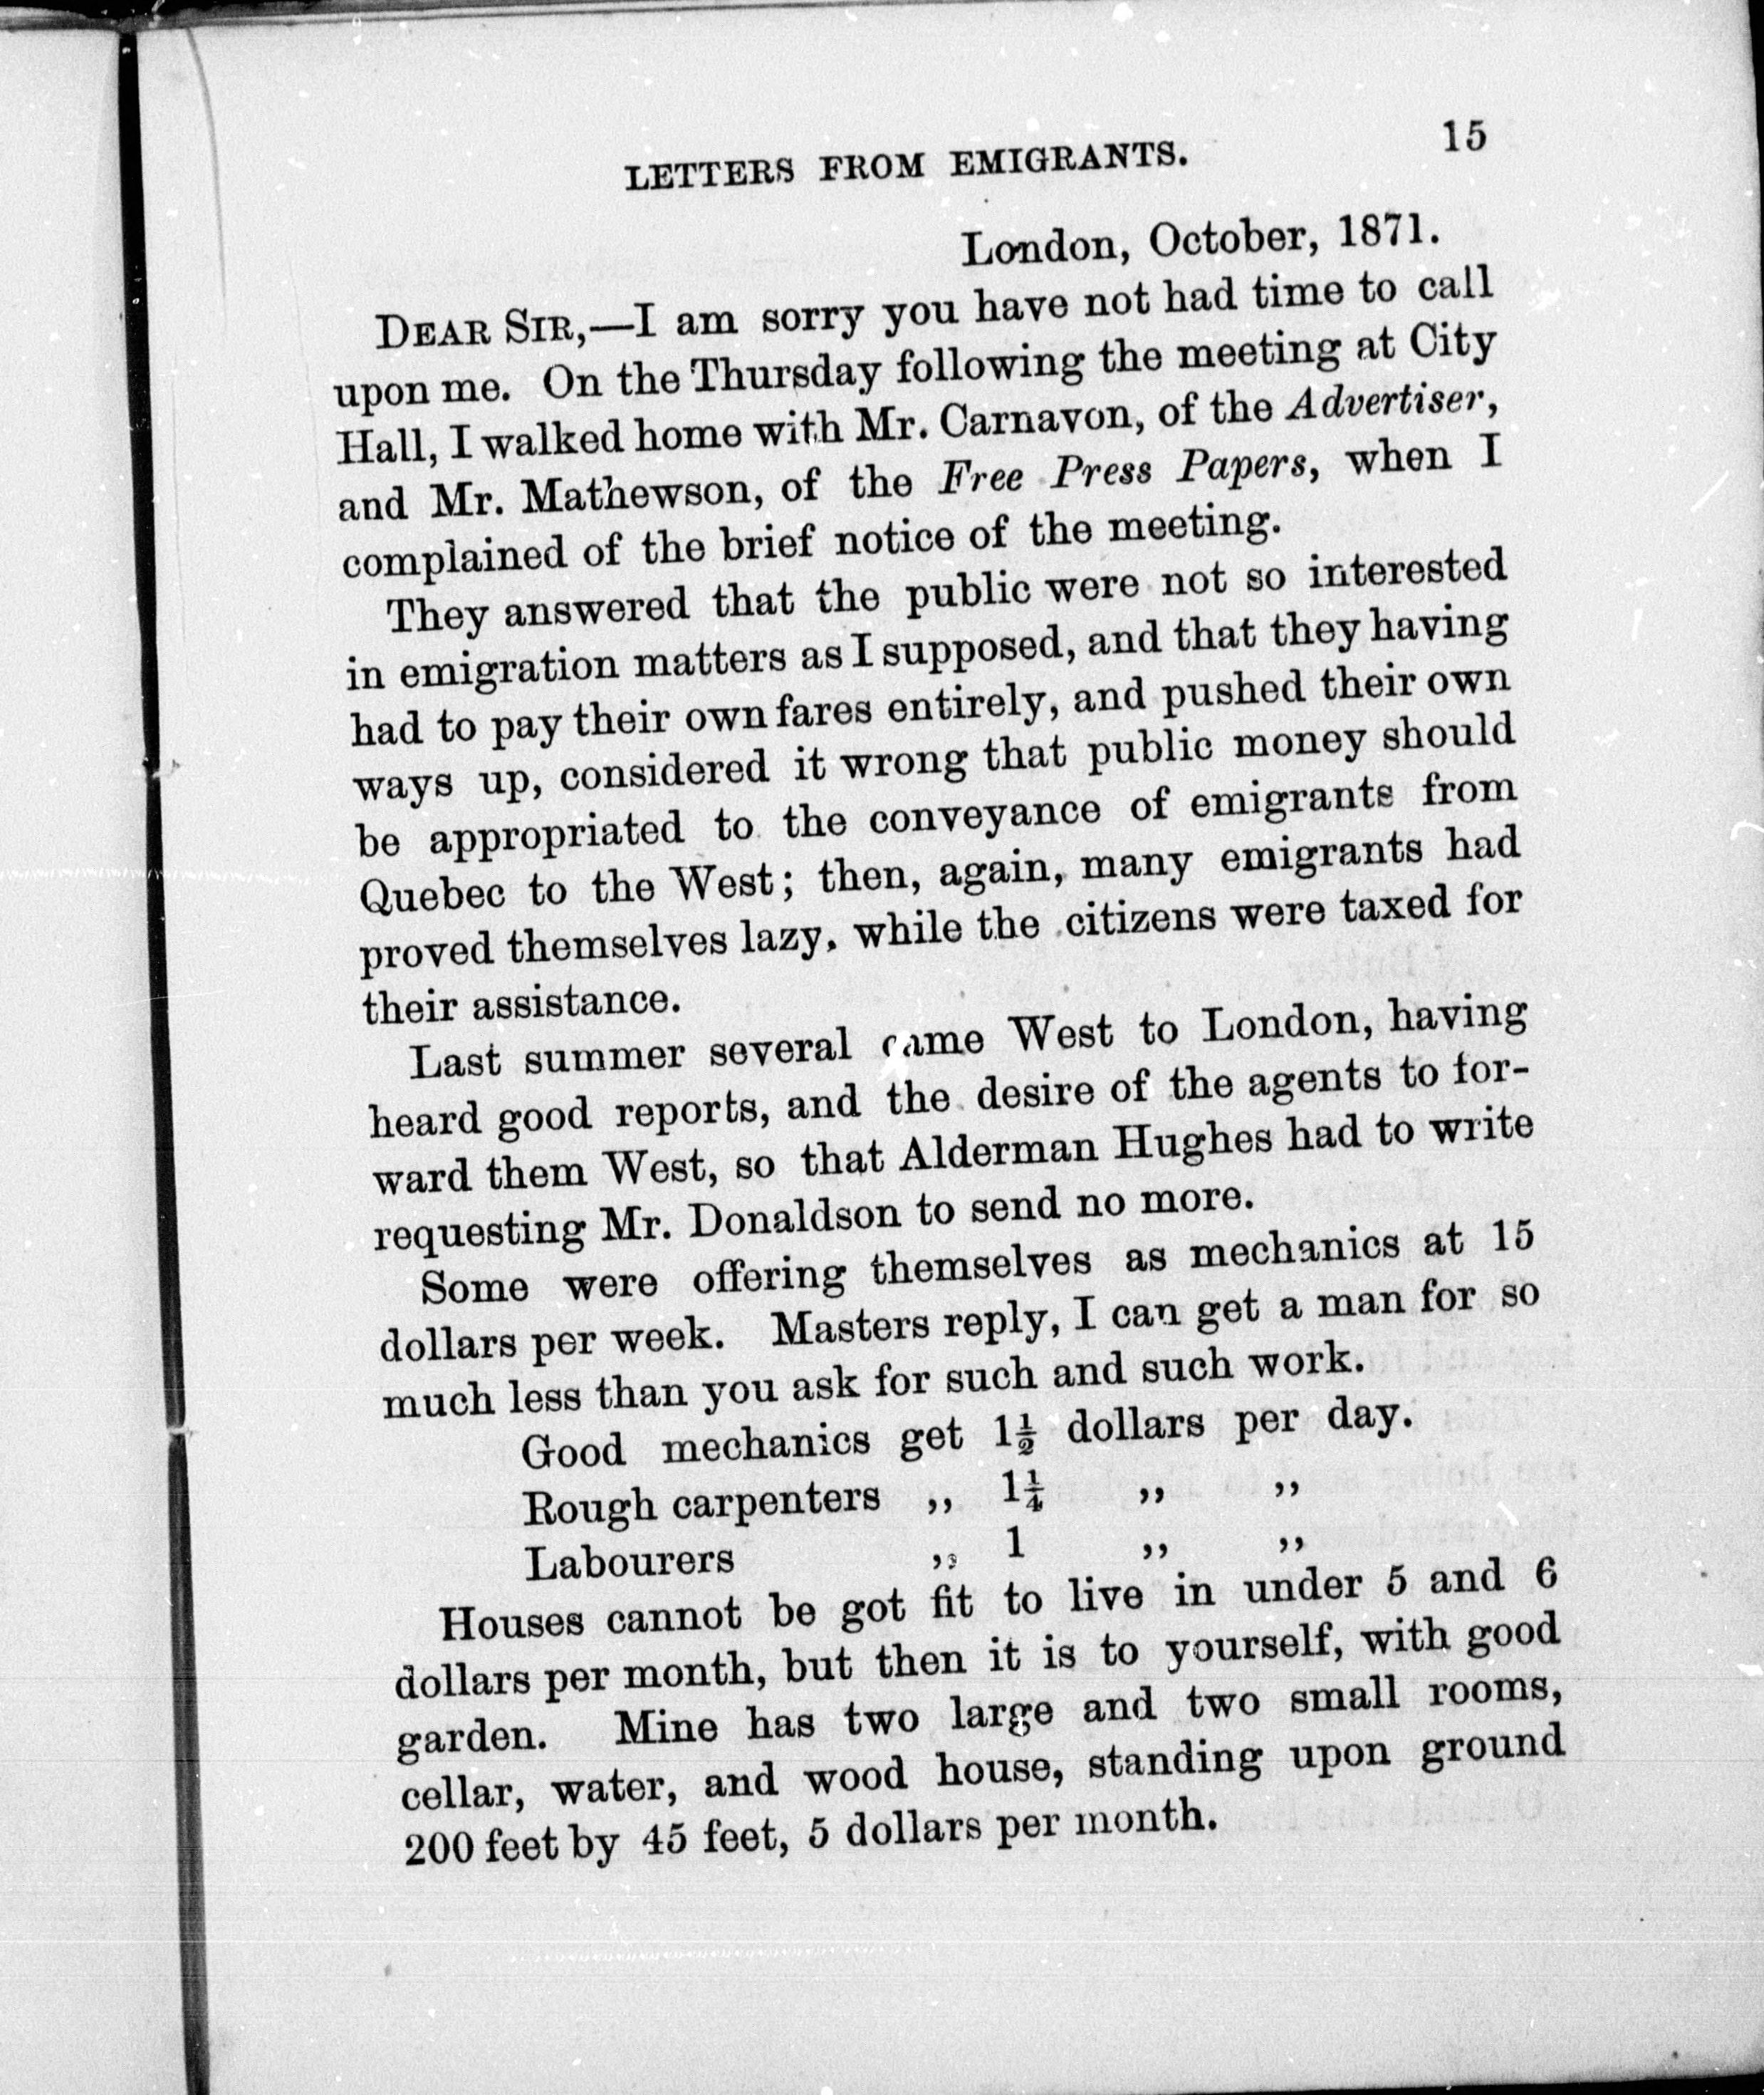 LETTERS FROM EMIGRANTS. 15
London, October, 1871.
DEAR SIR,—I am sorry you have not had time to call
upon me. On the Thursday following the meeting at City
Hall, I walked home with Mr. Carnavon, of the Advertiser,
and Mr. Mathewson, of the Free Press Papers, when I
complained of the brief notice of the meeting.
They answered that the public were not so interested
in emigration matters as I supposed, and that they having
had to pay their own fares entirely, and pushed their own
ways up, considered it wrong that public money should
be appropriated to the conveyance of emigrants from
Quebec to the West; then, again, many emigrants had
proved themselves lazy, while the citizens were taxed for
their assistance.
Last summer several came West to London, having
heard good reports, and the desire of the agents to for-
ward them West, so that Alderman Hughes had to write
requesting Mr. Donaldson to send no more.
Some were offering themselves as mechanics at 15
dollars per week. Masters reply, I can get a man for so
much less than you ask for such and such work.
Good mechanics get 1½ dollars per day.
Rough carpenters ,, 1¼ ,, ,,
Labourers ,, 1 ,, ,,
Houses cannot be got fit to live in under 5 and 6
dollars per month, but then it is to yourself, with good
garden. Mine has two large and two small rooms,
cellar, water, and wood house, standing upon ground
200 feet by 45 feet, 5 dollars per month.